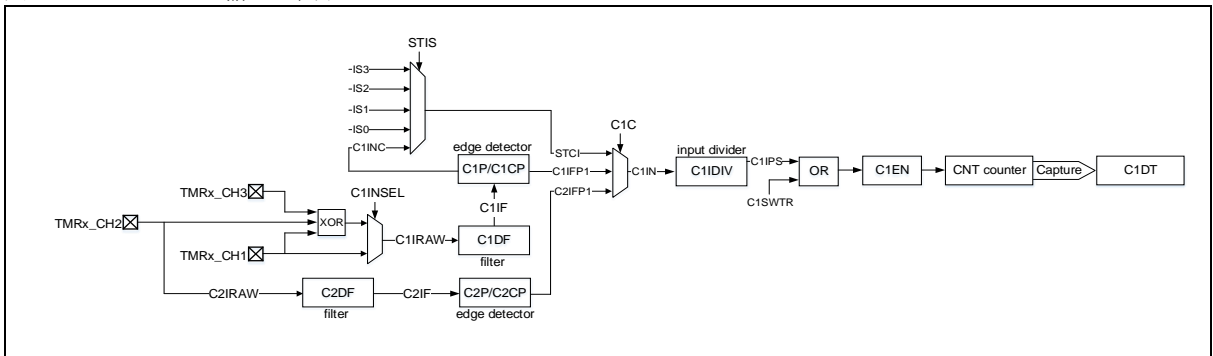 STIS
-IS3
-IS2
-IS1
-IS0
C1INC
edge detector
C1P/C1CP
STCI
C1IFP1
C2IFP1
C1C
C1IN
input divider
C1IDIV
C1IPS
C1SWTR
OR
C1EN
CNT counter
Capture
C1DT
TMRx_CH3
TMRx_CH2
TMRx_CH1
XOR
C1INSEL
C1IRAW
C1IF
C1DF
filter
C2IRAW
C2DF
filter
C2IF
C2P/C2CP
edge detector